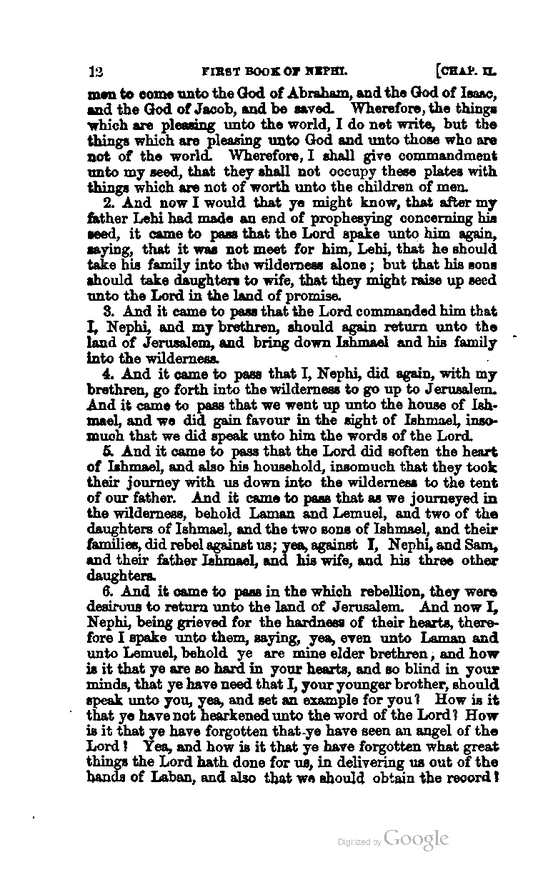 12 FIRST BOOK OF NEPHI. [CHAP. II.
men to come unto the God of Abraham, and the God of Isaac,
and the God of Jacob, and be saved. Wherefore, the things
which are pleasing unto the world, I do not write, but the
things which are pleasing unto God and unto those who are
not of the world. Wherefore, I shall give commandment
unto my seed, that they shall not occupy these plates with
things which are not of worth unto the children of men.
2. And now I would that ye might know, that after my
father Lehi had made an end of prophesying concerning his
seed, it came to pass that the Lord spake unto him again,
saying, that it was not meet for him, Lehi, that he should
take his family into the wilderness alone; but that his sons
should take daughters to wife, that they might raise up seed
unto the Lord in the land of promise.
3. And it came to pass that the Lord commanded him that
I, Nephi, and my brethren, should again return unto the
land of Jerusalem, and bring down Ishmael and his family
into the wilderness.
4. And it came to pass that I, Nephi, did again, with my
brethren, go forth into the wilderness to go up to Jerusalem.
And it came to pass that we went up unto the house of Ish-
mael, and we did gain favour in the sight of Ishmael, inso-
much that we did speak unto him the words of the Lord.
5. And it came to pass that the Lord did soften the heart
of Ishmael, and also his household, insomuch that they took
their journey with us down into the wilderness to the tent
of our father. And it came to pass that as we journeyed in
the wilderness, behold Laman and Lemuel, and two of the
daughters of Ishmael, and the two sons of Ishmael, and their
families, did rebel against us; yea, against I, Nephi, and Sam,
and their father Ishmael, and his wife, and his three other
daughters.
6. And it came to pass in the which rebellion, they were
desirous to return unto the land of Jerusalem. And now I,
Nephi, being grieved for the hardness of their hearts, there-
fore I spake unto them, saying, yea, even unto Laman and
unto Lemuel, behold ye are mine elder brethren; and how
is it that ye are so hard in your hearts, and so blind in your
minds, that ye have need that I, your younger brother, should
speak unto you, yea, and set an example for you? How is it
that ye have not hearkened unto the word of the Lord? How
is it that ye have forgotten that ye have seen an angel of the
Lord? Yea, and how is it that ye have forgotten what great
things the Lord hath done for us, in delivering us out of the
hands of Laban, and also that we should obtain the record?
Digitized by Google